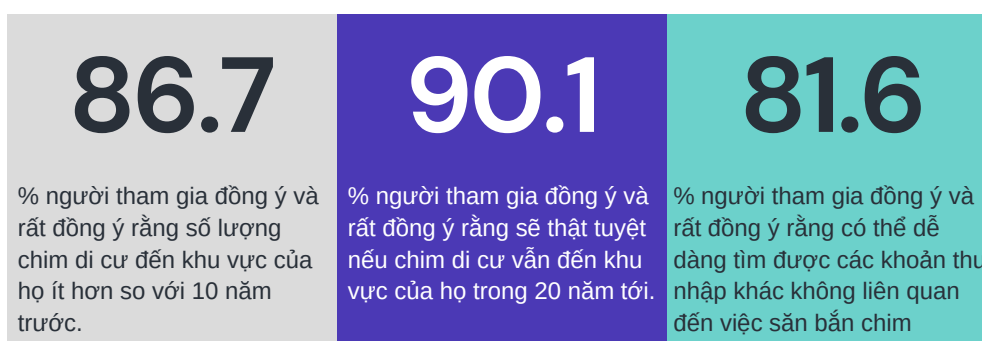 86.7
% người tham gia đồng ý và
rất đồng ý rằng số lượng
chim di cư đến khu vực của
họ ít hơn so với 10 năm
trước.
90.1
% người tham gia đồng ý và
rất đồng ý rằng sẽ thật tuyệt
nếu chim di cư vẫn đến khu
vực của họ trong 20 năm tới.
81.6
% người tham gia đồng ý và
rất đồng ý rằng có thể dễ
dàng tìm được các khoản thu
nhập khác không liên quan
đến việc săn bắn chim